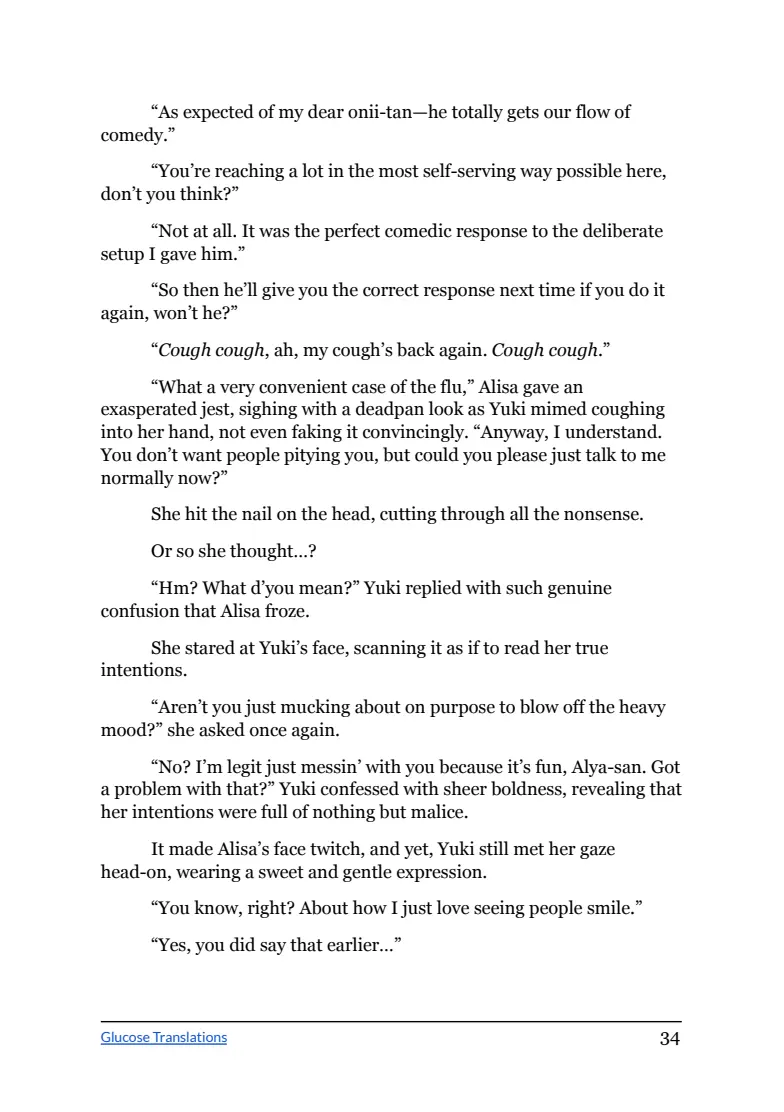 “As expected of my dear onii-tan—he totally gets our flow of
comedy.”
“You’re reaching a lot in the most self-serving way possible here,
don’t you think?”
“Not at all. It was the perfect comedic response to the deliberate
setup I gave him.”
“So then he’ll give you the correct response next time if you do it
again, won’t he?”
“Cough cough, ah, my cough’s back again. Cough cough.”
“What a very convenient case of the flu,” Alisa gave an
exasperated jest, sighing with a deadpan look as Yuki mimed coughing
into her hand, not even faking it convincingly. “Anyway, I understand.
You don’t want people pitying you, but could you please just talk to me
normally now?”
She hit the nail on the head, cutting through all the nonsense.
Or so she thought…?
“Hm? What d’you mean?” Yuki replied with such genuine
confusion that Alisa froze.
She stared at Yuki’s face, scanning it as if to read her true
intentions.
“Aren’t you just mucking about on purpose to blow off the heavy
mood?” she asked once again.
“No? I’m legit just messin’ with you because it’s fun, Alya-san. Got
a problem with that?” Yuki confessed with sheer boldness, revealing that
her intentions were full of nothing but malice.
It made Alisa’s face twitch, and yet, Yuki still met her gaze
head-on, wearing a sweet and gentle expression.
“You know, right? About how I just love seeing people smile.”
“Yes, you did say that earlier…”
Glucose Translations
34